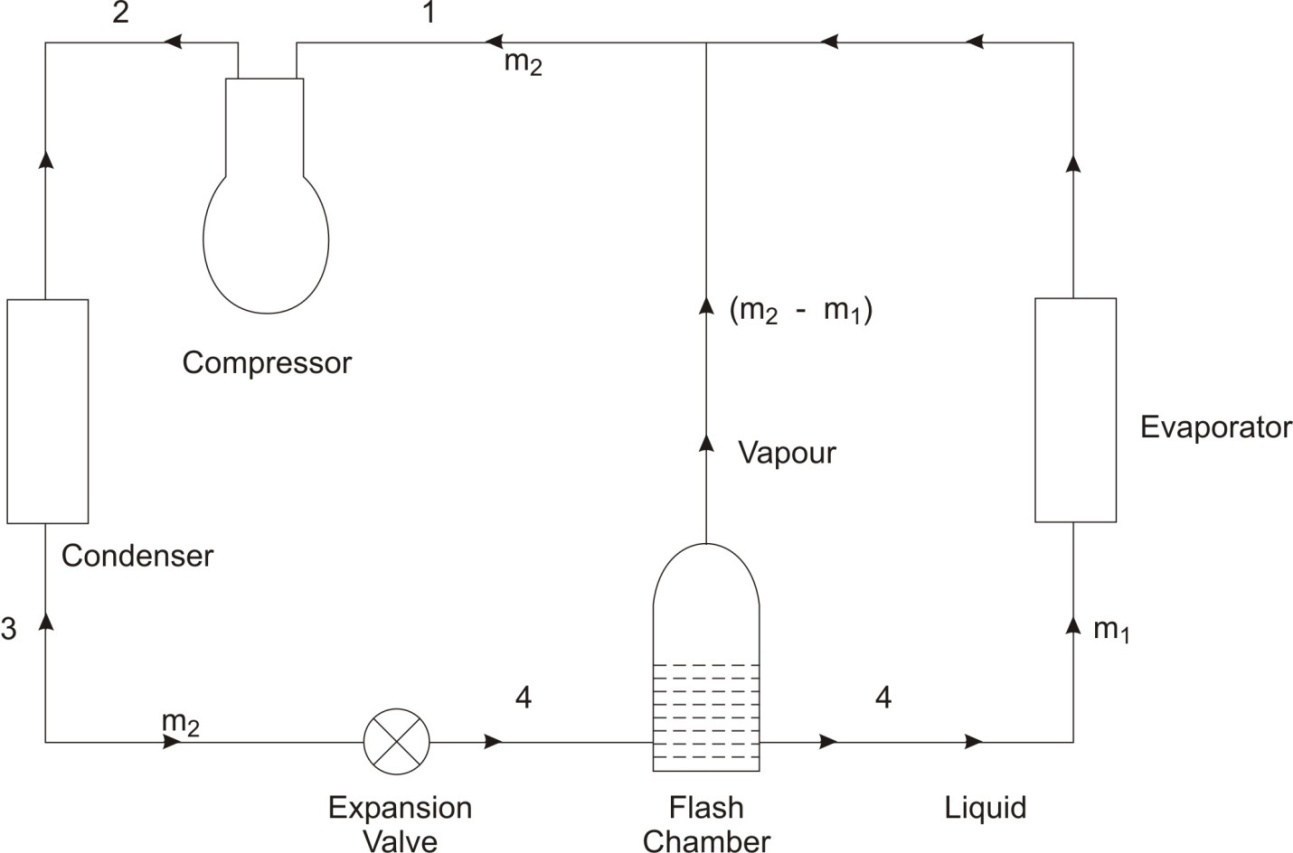 2
1
m₂
Compressor
(m₂ - m₁)
Vapour
Evaporator
Condenser
3
m₁
m₂
4
4
Expansion
Valve
Flash
Chamber
Liquid